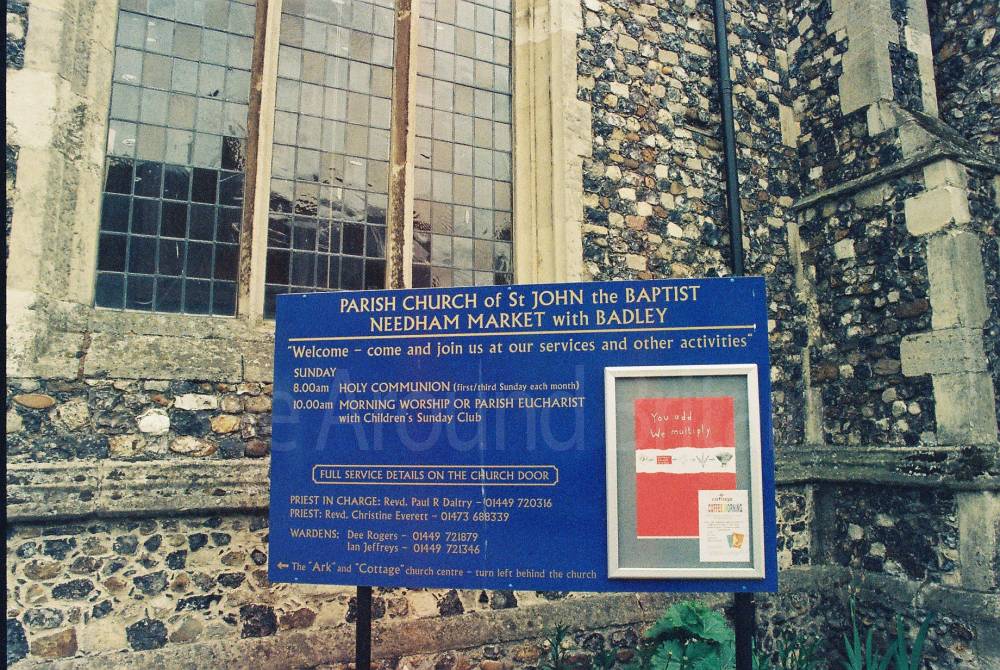 PARISH CHURCH of St JOHN the BAPTIST
NEEDHAM MARKET with BADLEY
"Welcome – come and join us at our services and other activities"
SUNDAY
8.00am HOLY COMMUNION (first/third Sunday each month)
10.00am MORNING WORSHIP OR PARISH EUCHARIST
with Children's Sunday Club
FULL SERVICE DETAILS ON THE CHURCH DOOR
PRIEST IN CHARGE: Revd. Paul R Daltry – 01449 720316
PRIEST: Revd. Christine Everett – 01473 688339
WARDENS: Dee Rogers – 01449 721879
Ian Jeffreys – 01449 721346
← The "Ark" and "Cottage" church centre – turn left behind the church
You add
We multiply
COFFEE MORNING